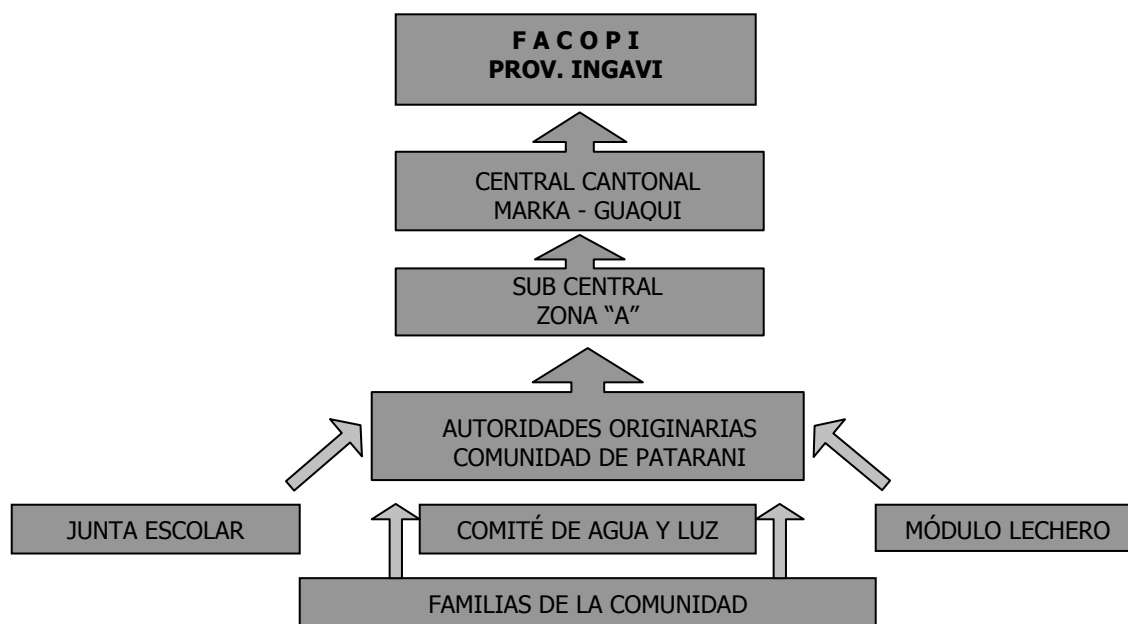 F A C O P I
PROV. INGAVI
CENTRAL CANTONAL
MARKA - GUAQUI
SUB CENTRAL
ZONA “A”
AUTORIDADES ORIGINARIAS
COMUNIDAD DE PATARANI
JUNTA ESCOLAR
COMITÉ DE AGUA Y LUZ
MÓDULO LECHERO
FAMILIAS DE LA COMUNIDAD